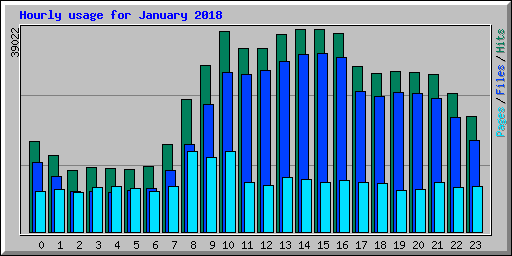 Hourly usage for January 2018
39022
Pages/Files/Hits
0 1 2 3 4 5 6 7 8 9 10 11 12 13 14 15 16 17 18 19 20 21 22 23